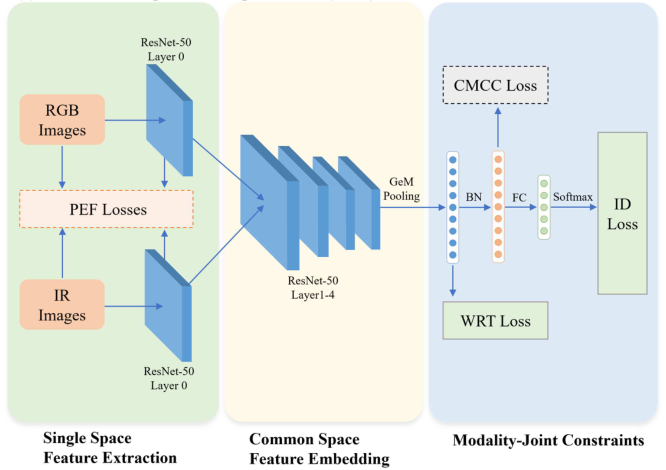 ResNet-50
Layer 0
RGB
Images
PEF Losses
IR
Images
ResNet-50
Layer 0
ResNet-50
Layer1-4
GeM
Pooling
CMCC Loss
BN
FC
Softmax
ID
Loss
WRT Loss
Single Space
Feature Extraction
Common Space
Feature Embedding
Modality-Joint Constraints